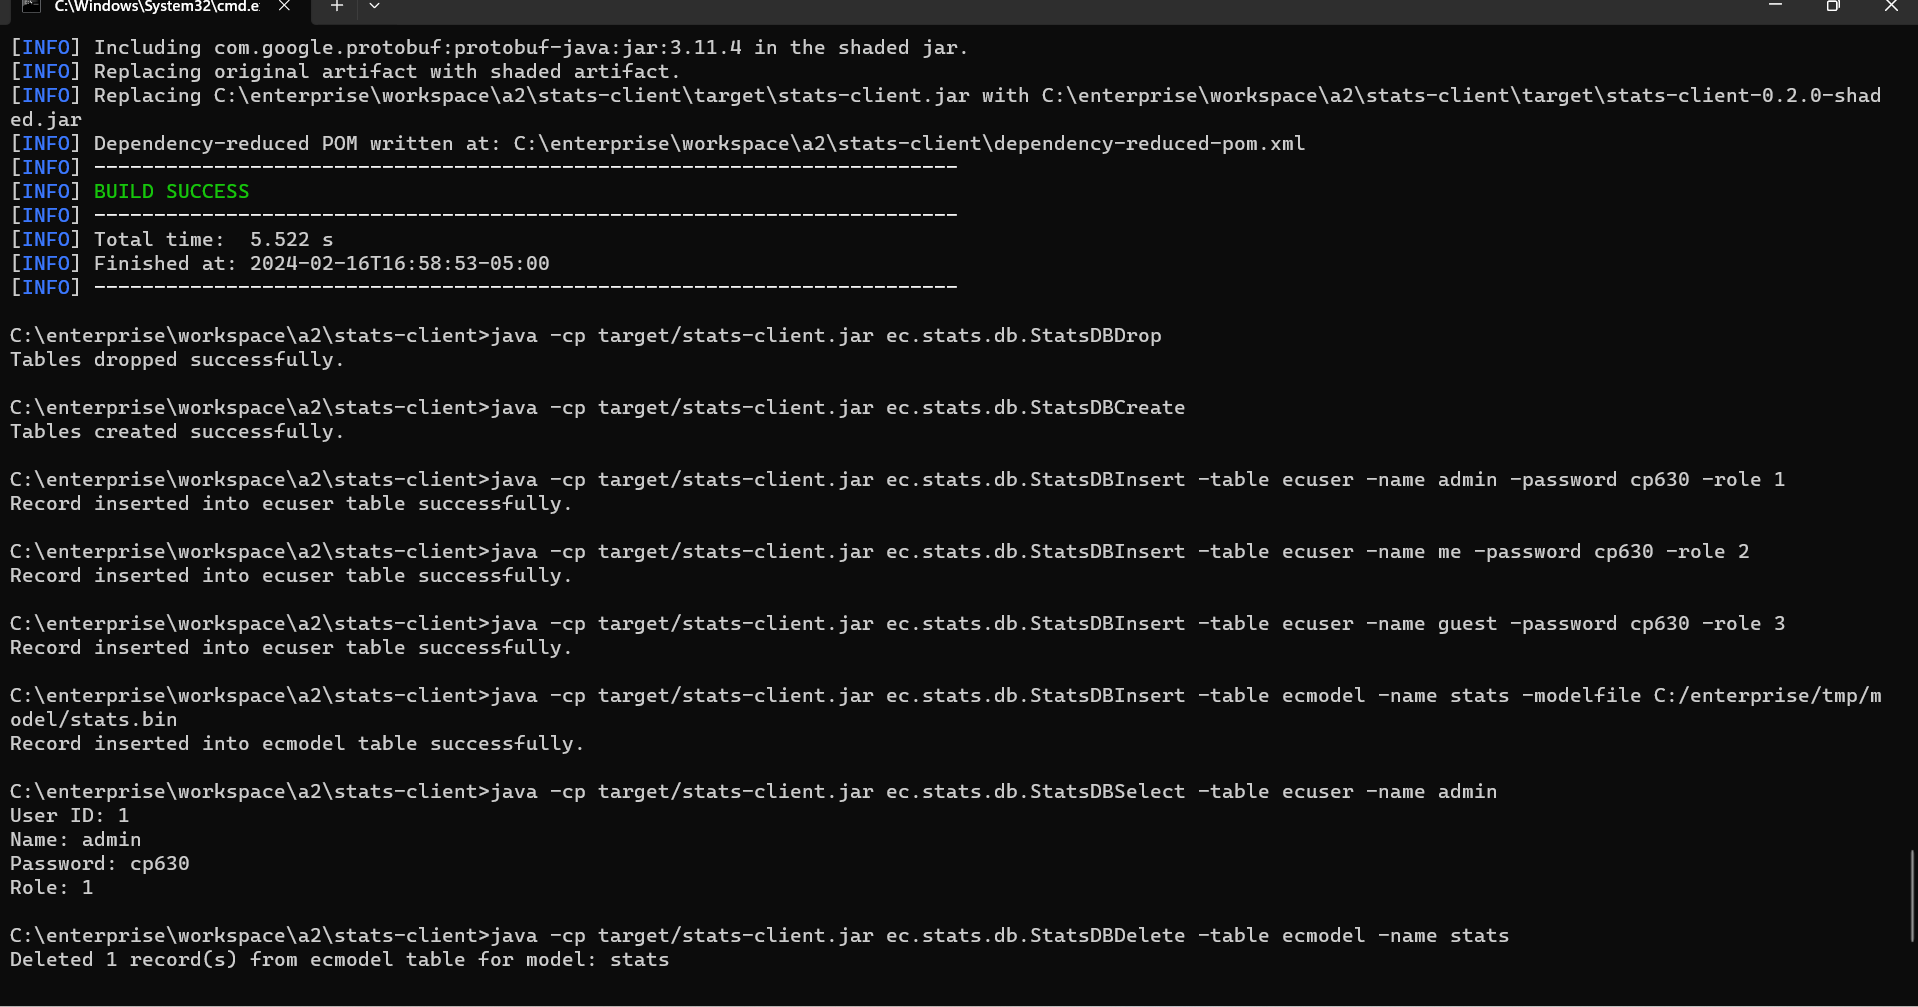 C:\Windows\System32\cmd.e
[INFO] Including com.google.protobuf:protobuf-java:jar:3.11.4 in the shaded jar.
[INFO] Replacing original artifact with shaded artifact.
[INFO] Replacing C:\enterprise\workspace\a2\stats-client\target\stats-client.jar with C:\enterprise\workspace\a2\stats-client\target\stats-client-0.2.0-shad
ed.jar
[INFO] Dependency-reduced POM written at: C:\enterprise\workspace\a2\stats-client\dependency-reduced-pom.xml
[INFO] ------------------------------------------------------------------------
[INFO] BUILD SUCCESS
[INFO] ------------------------------------------------------------------------
[INFO] Total time:  5.522 s
[INFO] Finished at: 2024-02-16T16:58:53-05:00
[INFO] ------------------------------------------------------------------------
C:\enterprise\workspace\a2\stats-client>java -cp target/stats-client.jar ec.stats.db.StatsDBDrop
Tables dropped successfully.
C:\enterprise\workspace\a2\stats-client>java -cp target/stats-client.jar ec.stats.db.StatsDBCreate
Tables created successfully.
C:\enterprise\workspace\a2\stats-client>java -cp target/stats-client.jar ec.stats.db.StatsDBInsert -table ecuser -name admin -password cp630 -role 1
Record inserted into ecuser table successfully.
C:\enterprise\workspace\a2\stats-client>java -cp target/stats-client.jar ec.stats.db.StatsDBInsert -table ecuser -name me -password cp630 -role 2
Record inserted into ecuser table successfully.
C:\enterprise\workspace\a2\stats-client>java -cp target/stats-client.jar ec.stats.db.StatsDBInsert -table ecuser -name guest -password cp630 -role 3
Record inserted into ecuser table successfully.
C:\enterprise\workspace\a2\stats-client>java -cp target/stats-client.jar ec.stats.db.StatsDBInsert -table ecmodel -name stats -modelfile C:/enterprise/tmp/m
odel/stats.bin
Record inserted into ecmodel table successfully.
C:\enterprise\workspace\a2\stats-client>java -cp target/stats-client.jar ec.stats.db.StatsDBSelect -table ecuser -name admin
User ID: 1
Name: admin
Password: cp630
Role: 1
C:\enterprise\workspace\a2\stats-client>java -cp target/stats-client.jar ec.stats.db.StatsDBDelete -table ecmodel -name stats
Deleted 1 record(s) from ecmodel table for model: stats